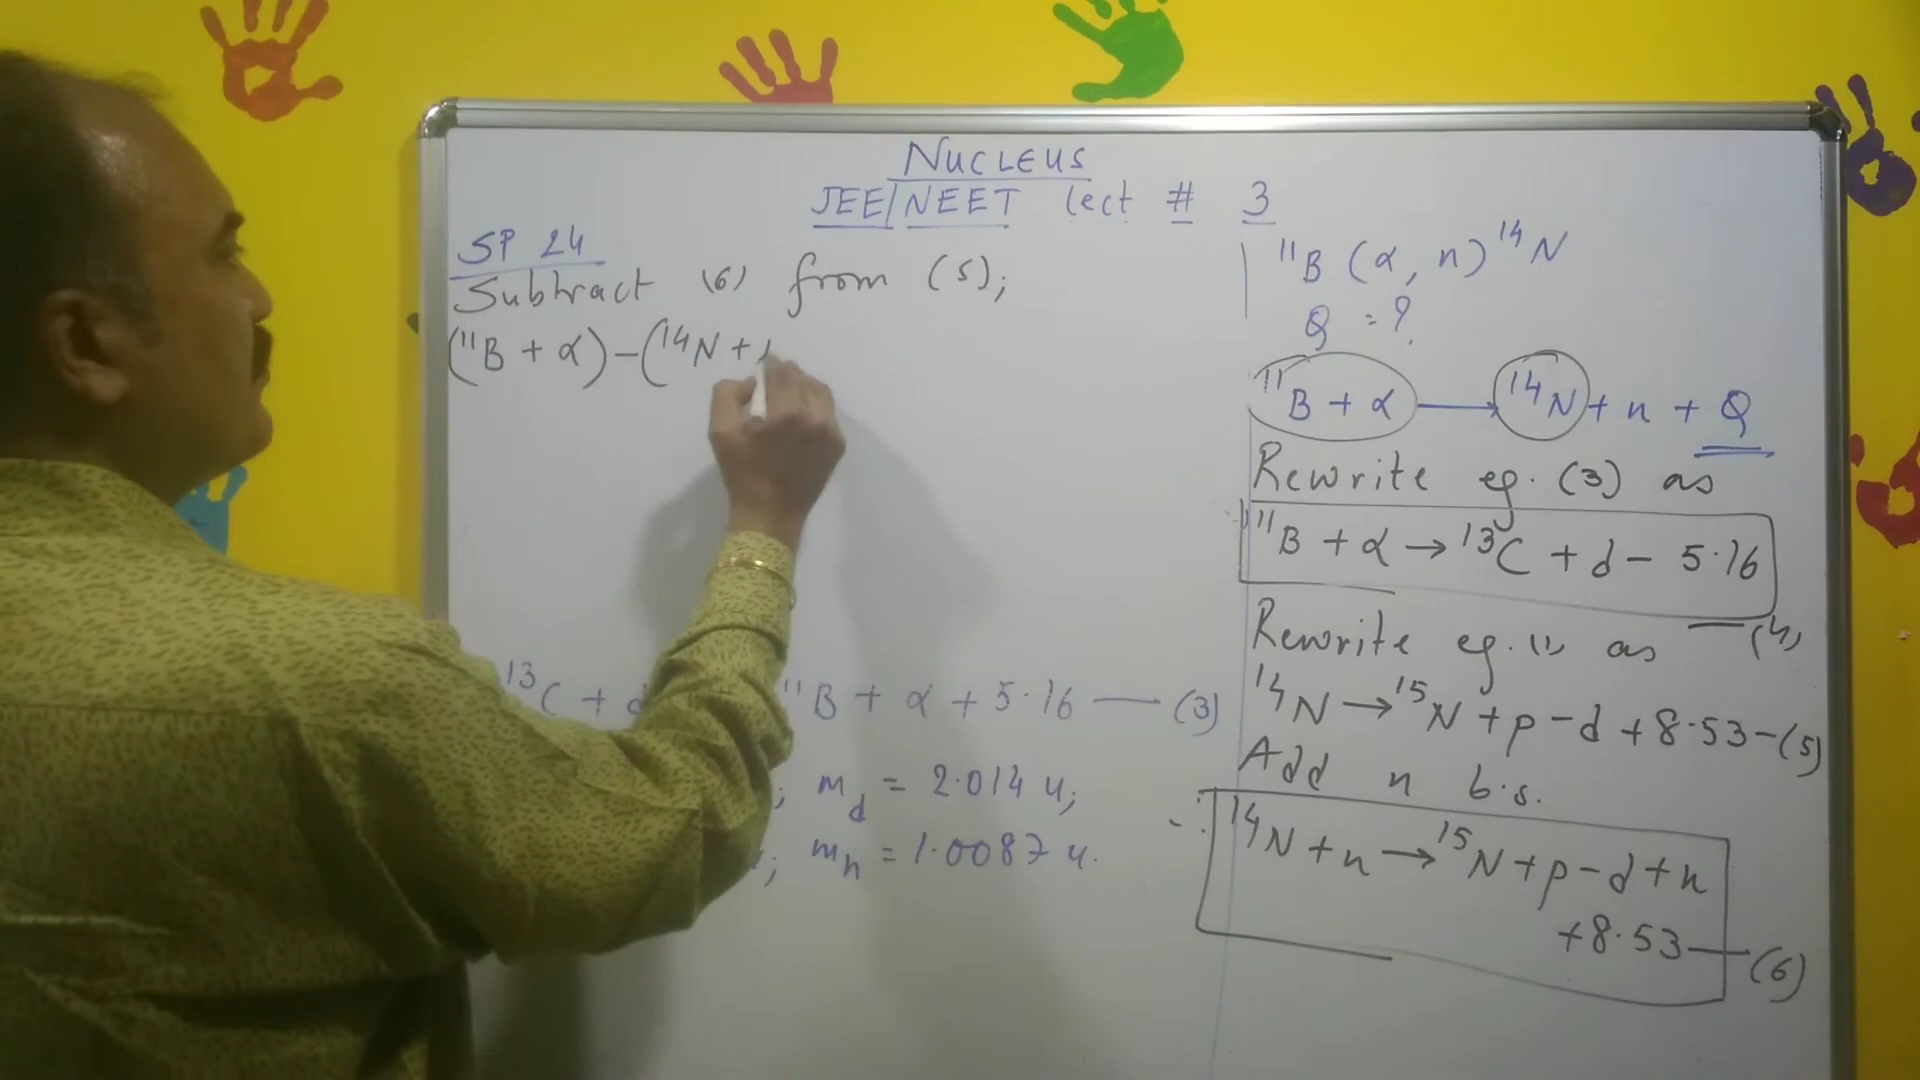 NUCLEUS
JEE/NEET Lect # 3
SP 24
Subtract (6) from (5);
(¹¹B + α) – (¹⁴N +
¹³C + d
¹¹B + α + 5.16 — (3)
; m_d = 2.014 u;
; m_n = 1.0087 u.
¹¹B (α, n) ¹⁴N
Q = ?
¹¹B + α → ¹⁴N + n + Q
Rewrite eq. (3) as
¹¹B + α → ¹³C + d – 5.16
— (4)
Rewrite eq. (1) as
¹⁴N → ¹⁵N + p – d + 8.53 – (5)
Add n b.s.
∴ ¹⁴N + n → ¹⁵N + p – d + n
+ 8.53 — (6)